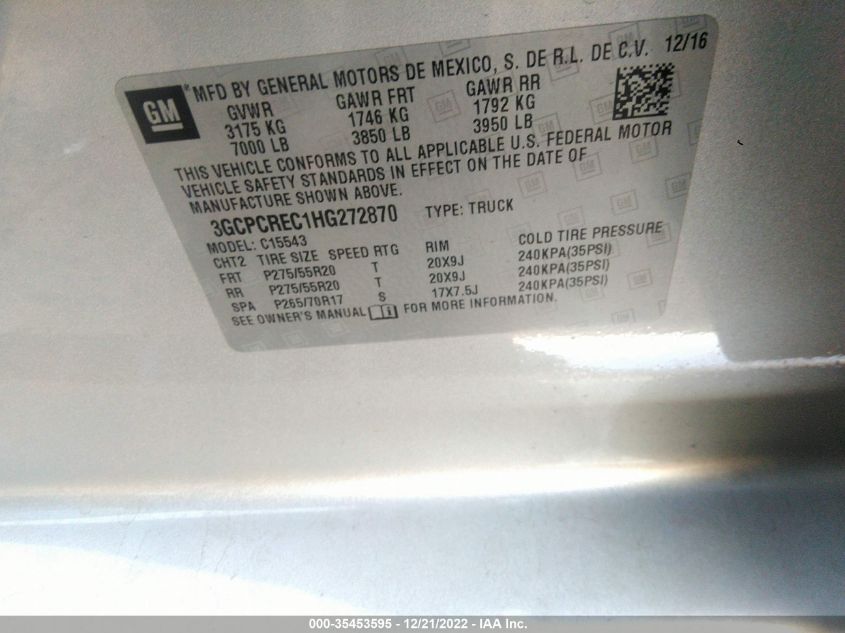 GM
* MFD BY GENERAL MOTORS DE MEXICO, S. DE R.L. DE C.V. 12/16
GVWR GAWR FRT GAWR RR
3175 KG 1746 KG 1792 KG
7000 LB 3850 LB 3950 LB
THIS VEHICLE CONFORMS TO ALL APPLICABLE U.S. FEDERAL MOTOR
VEHICLE SAFETY STANDARDS IN EFFECT ON THE DATE OF
MANUFACTURE SHOWN ABOVE.
3GCPCREC1HG272870 TYPE: TRUCK
MODEL: C15543
CHT2 TIRE SIZE SPEED RTG RIM COLD TIRE PRESSURE
FRT P275/55R20 T 20X9J 240KPA(35PSI)
RR P275/55R20 T 20X9J 240KPA(35PSI)
SPA P265/70R17 S 17X7.5J 240KPA(35PSI)
SEE OWNER'S MANUAL FOR MORE INFORMATION.
000-35453595 - 12/21/2022 - IAA Inc.